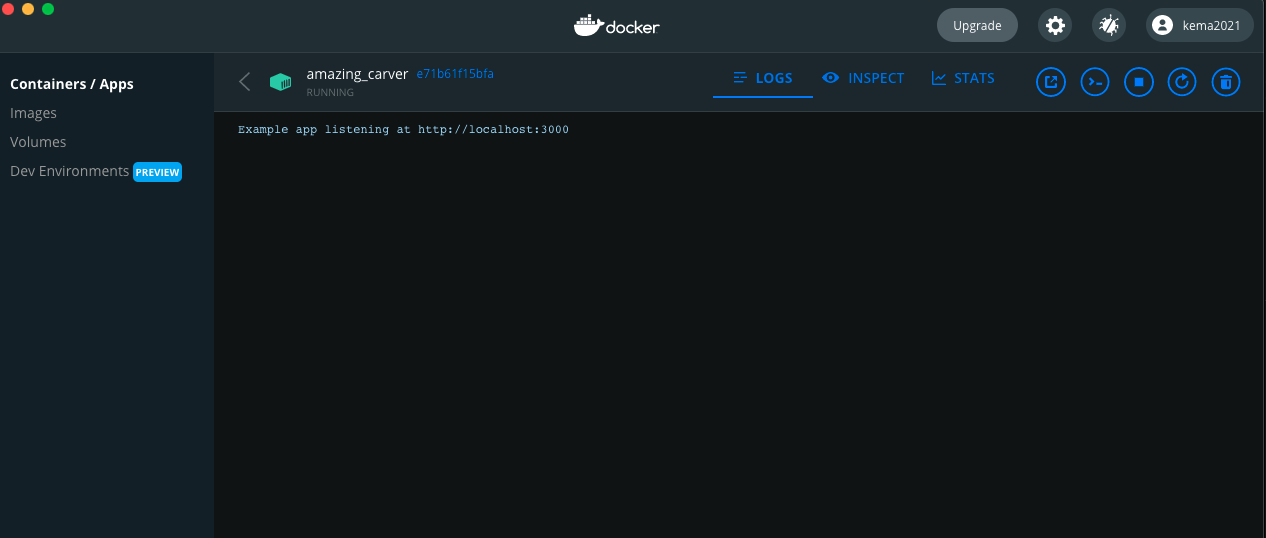 docker
Upgrade
kema2021
Containers / Apps
Images
Volumes
Dev Environments PREVIEW
amazing_carver e71b61f15bfa
RUNNING
LOGS
INSPECT
STATS
Example app listening at http://localhost:3000